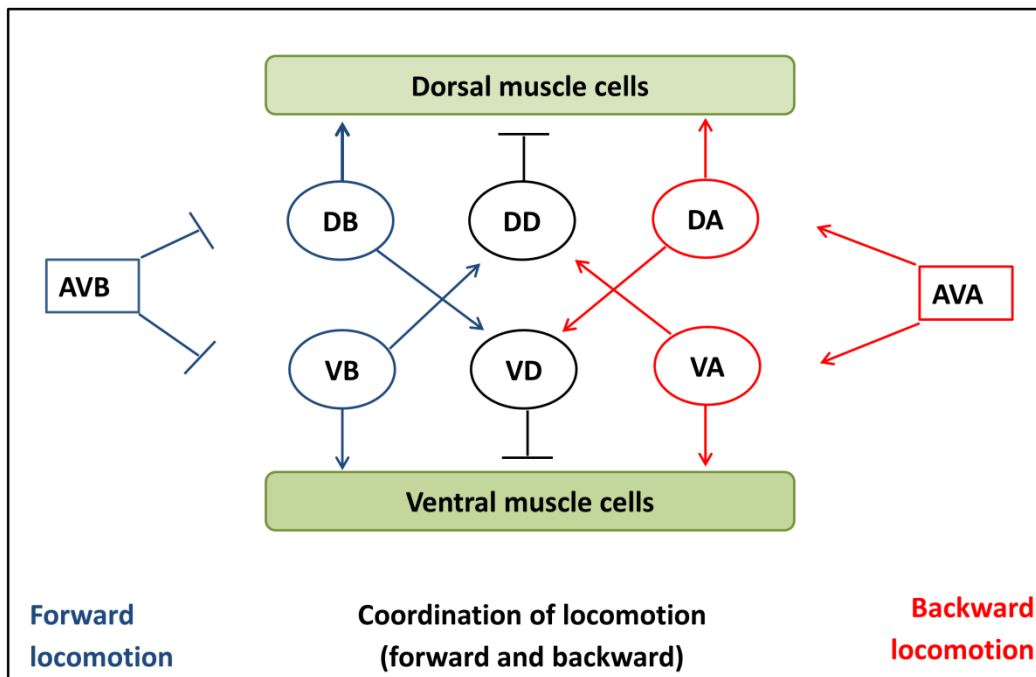 Dorsal muscle cells
DB
DD
DA
AVB
AVA
VB
VD
VA
Ventral muscle cells
Forward
locomotion
Coordination of locomotion
(forward and backward)
Backward
locomotion